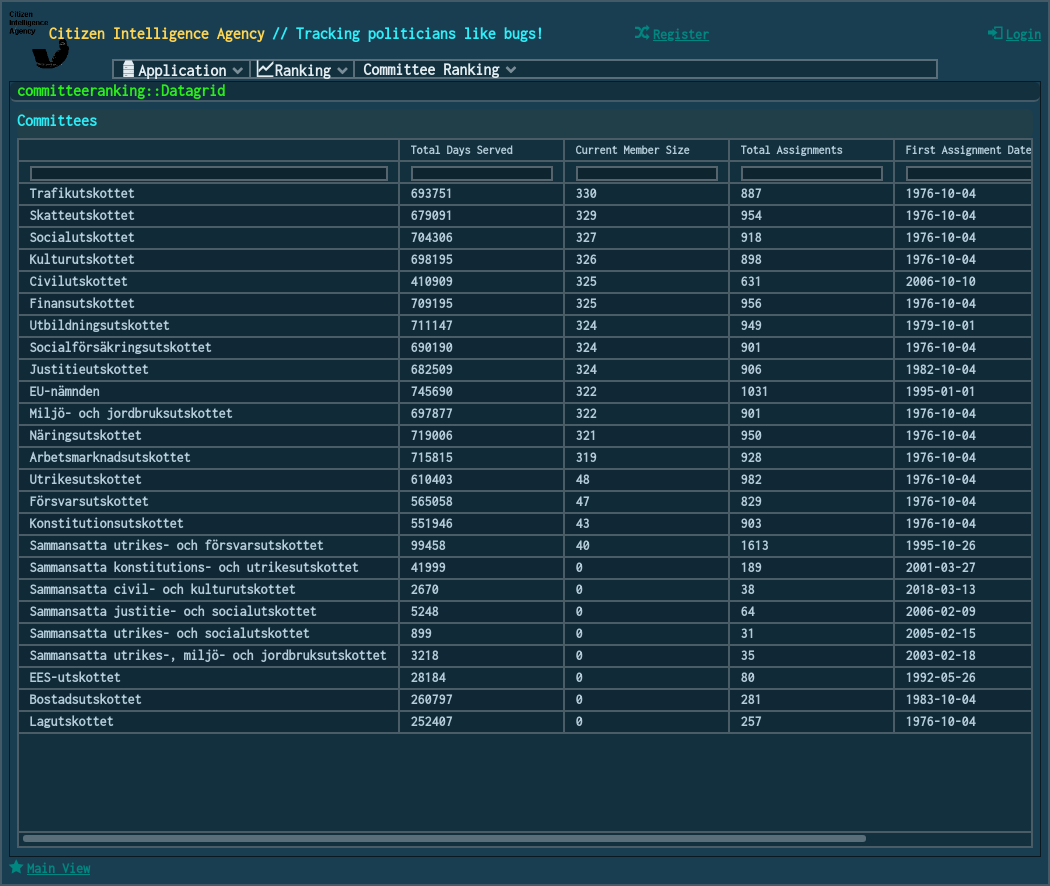 Citizen
Intelligence
Agency
Citizen Intelligence Agency // Tracking politicians like bugs!
Register
Login
Application Ranking Committee Ranking
committeeranking::Datagrid
Committees
Total Days Served Current Member Size Total Assignments First Assignment Date
Trafikutskottet 693751 330 887 1976-10-04
Skatteutskottet 679091 329 954 1976-10-04
Socialutskottet 704306 327 918 1976-10-04
Kulturutskottet 698195 326 898 1976-10-04
Civilutskottet 410909 325 631 2006-10-10
Finansutskottet 709195 325 956 1976-10-04
Utbildningsutskottet 711147 324 949 1979-10-01
Socialförsäkringsutskottet 690190 324 901 1976-10-04
Justitieutskottet 682509 324 906 1982-10-04
EU-nämnden 745690 322 1031 1995-01-01
Miljö- och jordbruksutskottet 697877 322 901 1976-10-04
Näringsutskottet 719006 321 950 1976-10-04
Arbetsmarknadsutskottet 715815 319 928 1976-10-04
Utrikesutskottet 610403 48 982 1976-10-04
Försvarsutskottet 565058 47 829 1976-10-04
Konstitutionsutskottet 551946 43 903 1976-10-04
Sammansatta utrikes- och försvarsutskottet 99458 40 1613 1995-10-26
Sammansatta konstitutions- och utrikesutskottet 41999 0 189 2001-03-27
Sammansatta civil- och kulturutskottet 2670 0 38 2018-03-13
Sammansatta justitie- och socialutskottet 5248 0 64 2006-02-09
Sammansatta utrikes- och socialutskottet 899 0 31 2005-02-15
Sammansatta utrikes-, miljö- och jordbruksutskottet 3218 0 35 2003-02-18
EES-utskottet 28184 0 80 1992-05-26
Bostadsutskottet 260797 0 281 1983-10-04
Lagutskottet 252407 0 257 1976-10-04
Main View